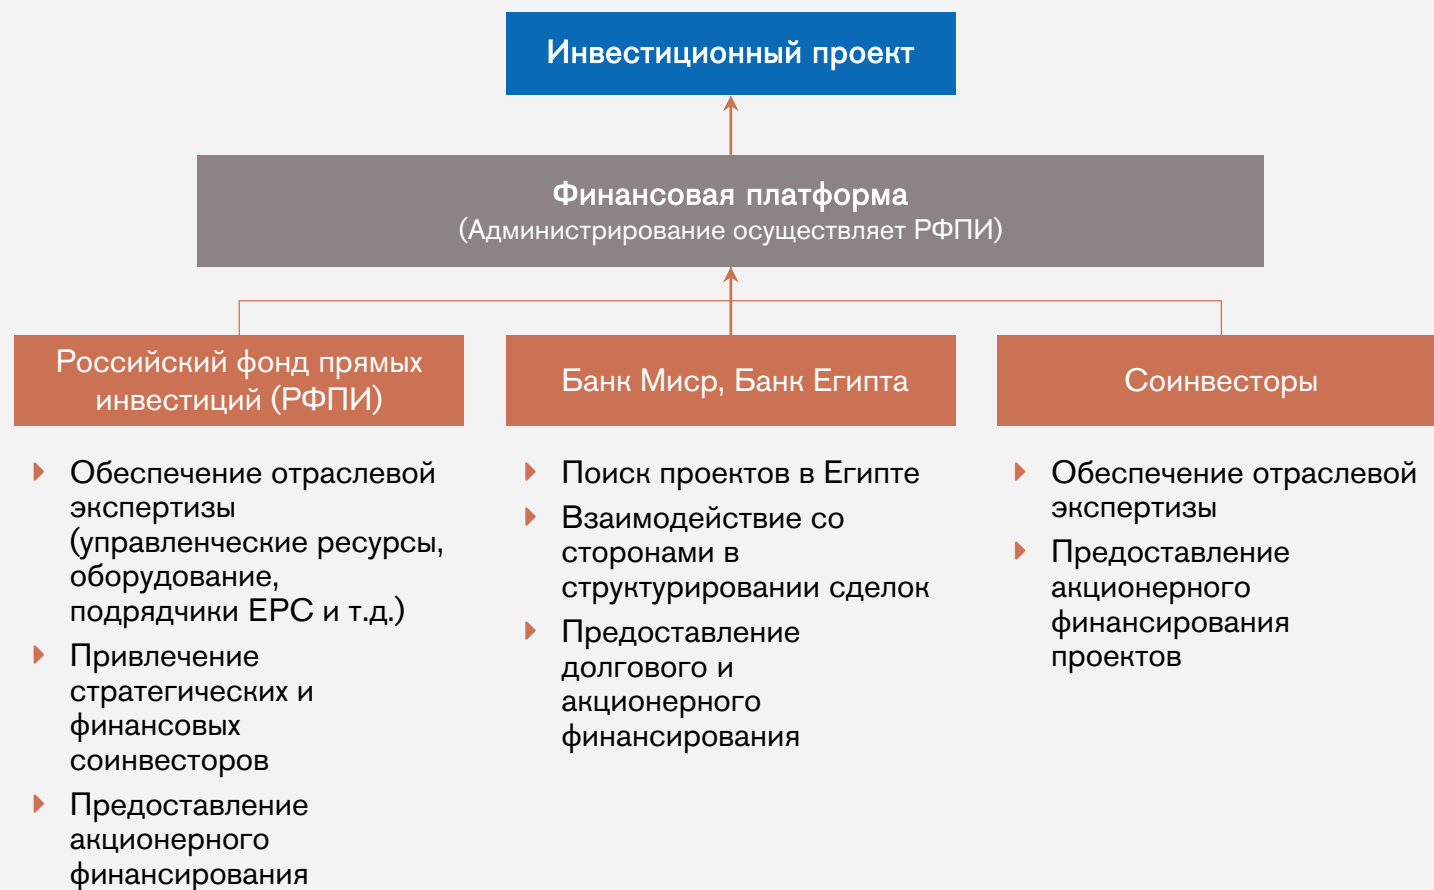 Инвестиционный проект
Финансовая платформа
(Администрирование осуществляет РФПИ)
Российский фонд прямых
инвестиций (РФПИ)
Обеспечение отраслевой
экспертизы
(управленческие ресурсы,
оборудование,
подрядчики EPC и т.д.)
Привлечение
стратегических и
финансовых
соинвесторов
Предоставление
акционерного
финансирования
Банк Миср, Банк Египта
Поиск проектов в Египте
Взаимодействие со
сторонами в
структурировании сделок
Предоставление
долгового и
акционерного
финансирования
Соинвесторы
Обеспечение отраслевой
экспертизы
Предоставление
акционерного
финансирования
проектов